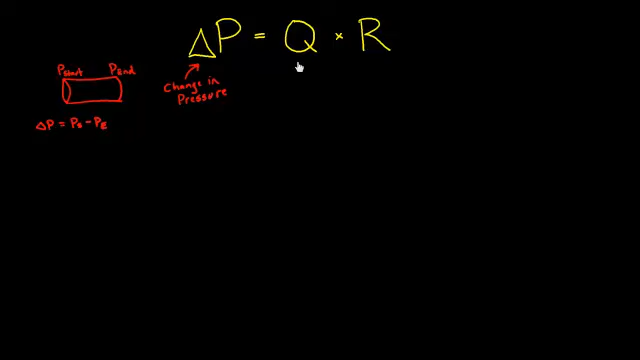 ΔP = Q × R
Pstart PEnd
Change in
Pressure
ΔP = PS - PE